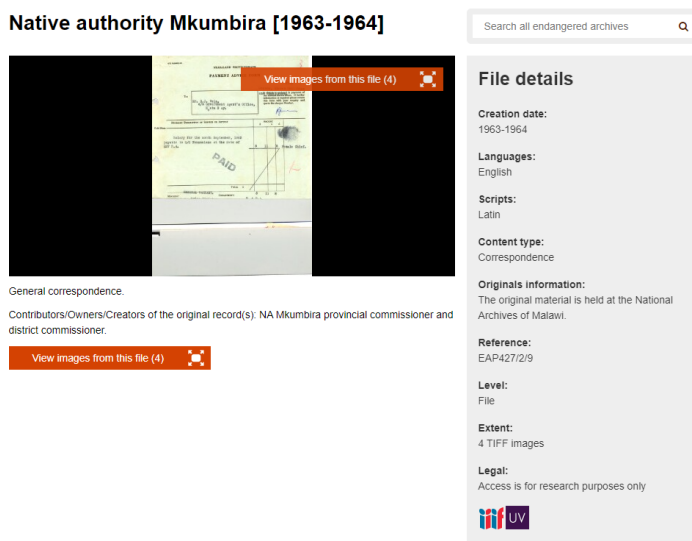 Native authority Mkumbira [1963-1964]
Search all endangered archives
View images from this file (4)
PAID
General correspondence.
Contributors/Owners/Creators of the original record(s): NA Mkumbira provincial commissioner and
district commissioner.
View images from this file (4)
File details
Creation date:
1963-1964
Languages:
English
Scripts:
Latin
Content type:
Correspondence
Originals information:
The original material is held at the National
Archives of Malawi.
Reference:
EAP427/2/9
Level:
File
Extent:
4 TIFF images
Legal:
Access is for research purposes only
iiif UV